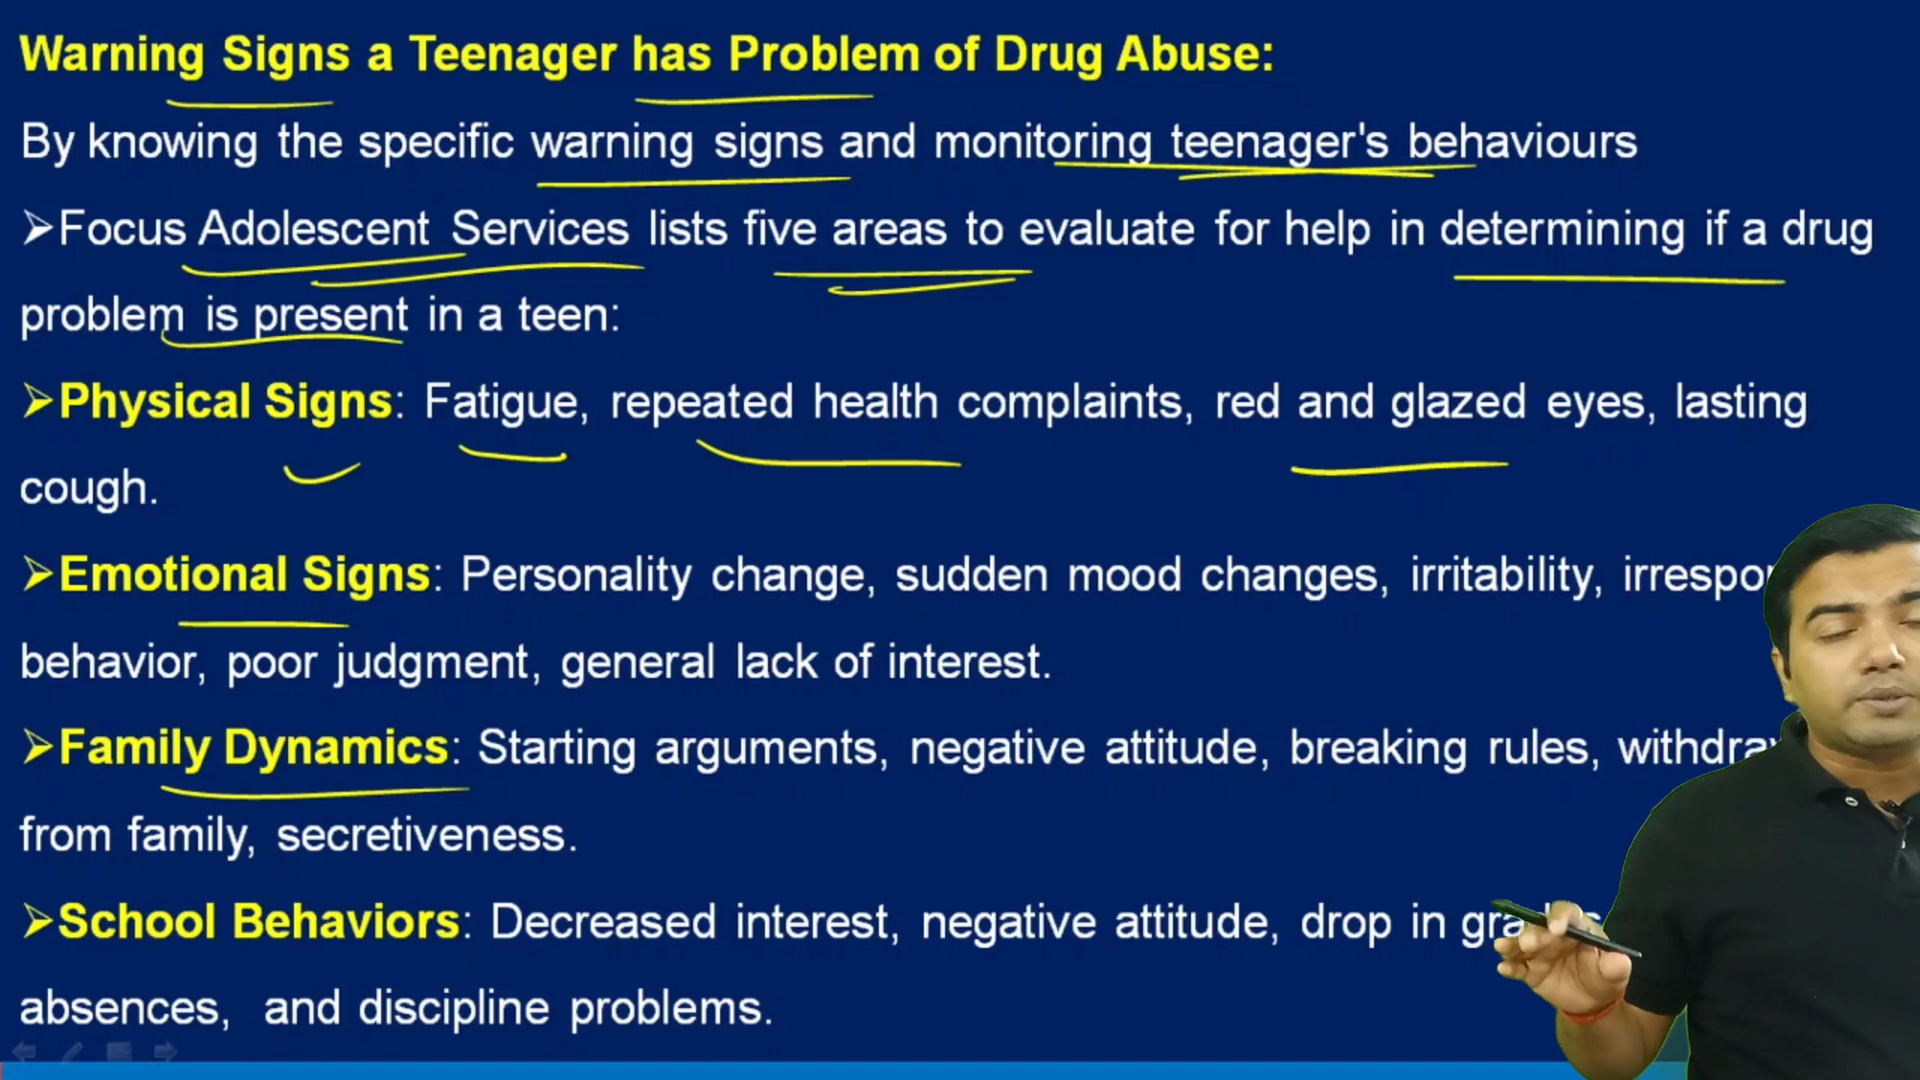 Warning Signs a Teenager has Problem of Drug Abuse:
By knowing the specific warning signs and monitoring teenager's behaviours
➢Focus Adolescent Services lists five areas to evaluate for help in determining if a drug
problem is present in a teen:
➢Physical Signs: Fatigue, repeated health complaints, red and glazed eyes, lasting
cough.
➢Emotional Signs: Personality change, sudden mood changes, irritability,
behavior, poor judgment, general lack of interest.
➢Family Dynamics: Starting arguments, negative attitude, breaking rules,
from family, secretiveness.
➢School Behaviors: Decreased interest, negative attitude, drop in
absences, and discipline problems.